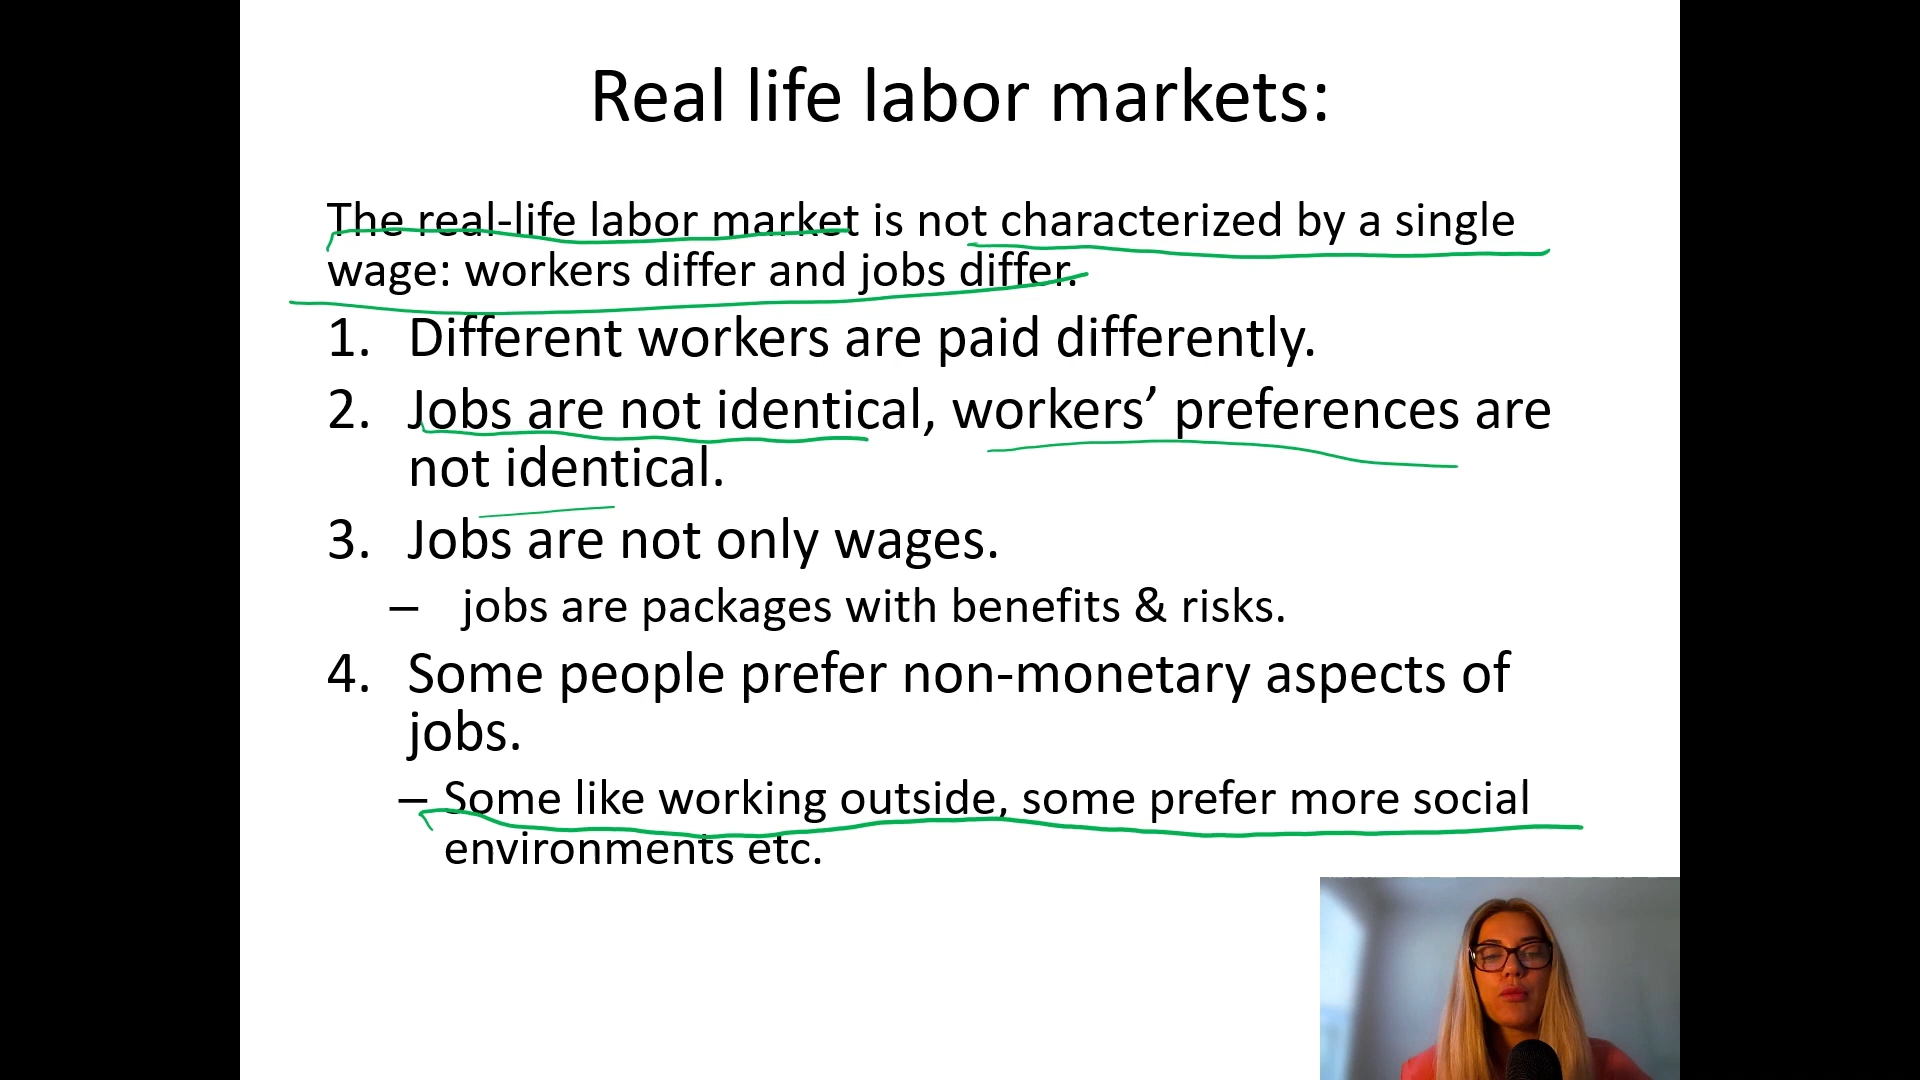 Real life labor markets:
The real-life labor market is not characterized by a single
wage: workers differ and jobs differ.
1. Different workers are paid differently.
2. Jobs are not identical, workers’ preferences are
not identical.
3. Jobs are not only wages.
– jobs are packages with benefits & risks.
4. Some people prefer non-monetary aspects of
jobs.
– Some like working outside, some prefer more social
environments etc.